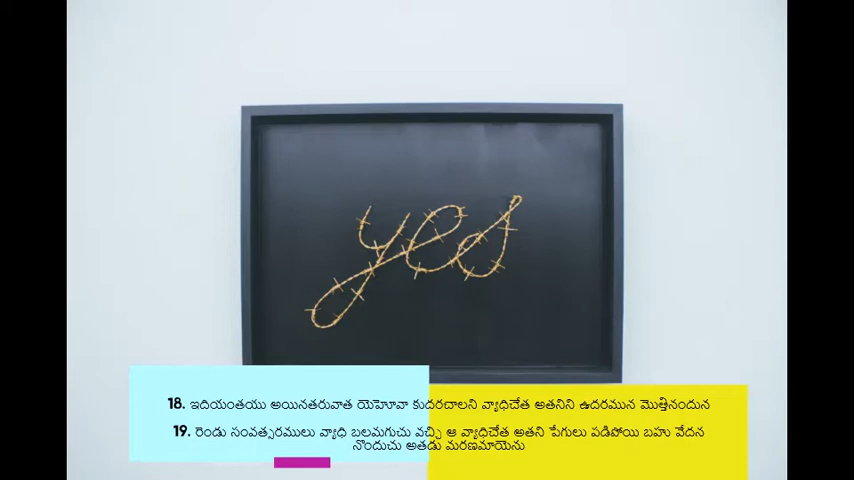 yes
18. ఇదియంతయు అయినతరువాత యెహోవా కుదరచాలని వ్యాధిచేత అతనిని ఉదరమున మొత్తినందున
19. రెండు సంవత్సరములు వ్యాధి బలమగుచు వచ్చి ఆ వ్యాధిచేత అతని పేగులు పడిపోయి బహు వేదన
నొందుచు అతడు మరణమాయెను